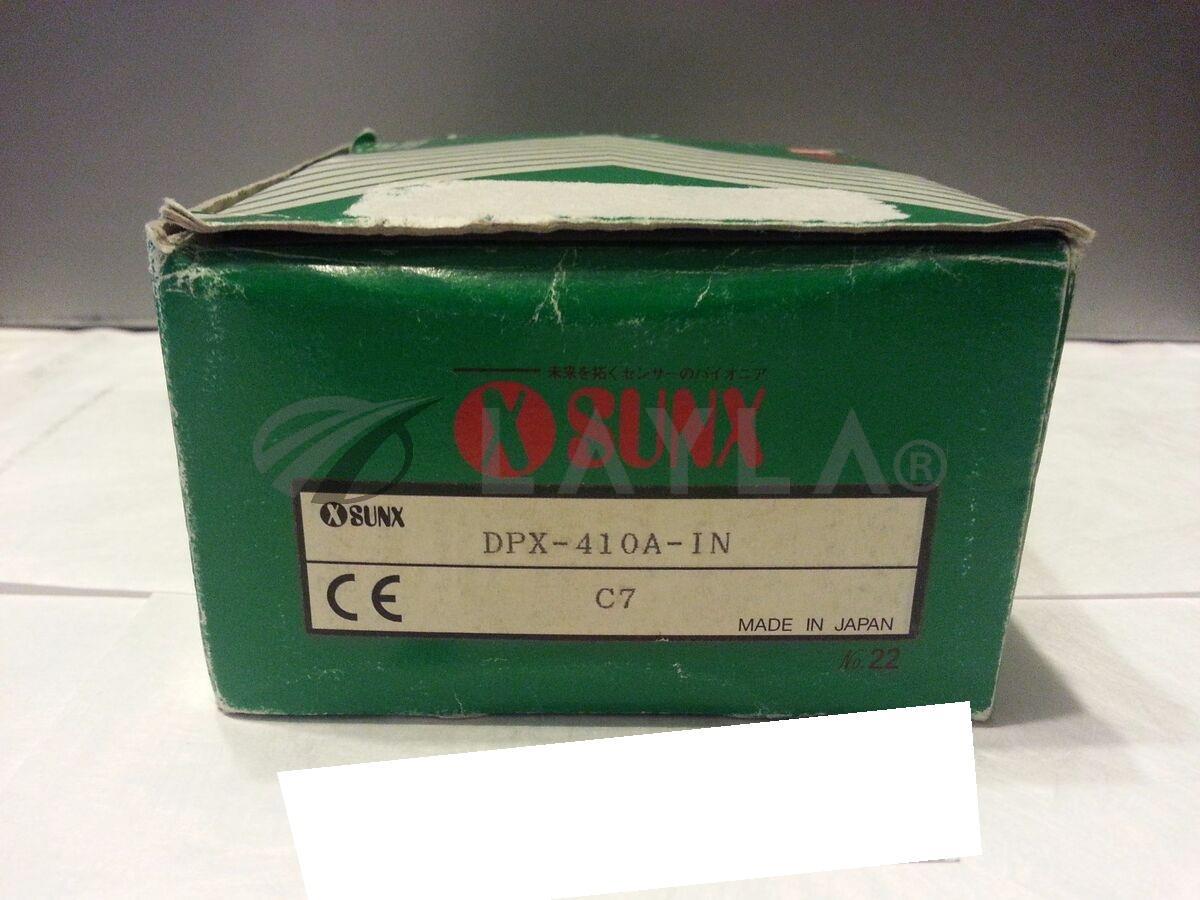 未来を拓くセンサーのパイオニア
X SUNX
LAYLA®
X SUNX
DPX-410A-IN
CE
C7
MADE IN JAPAN
No. 22